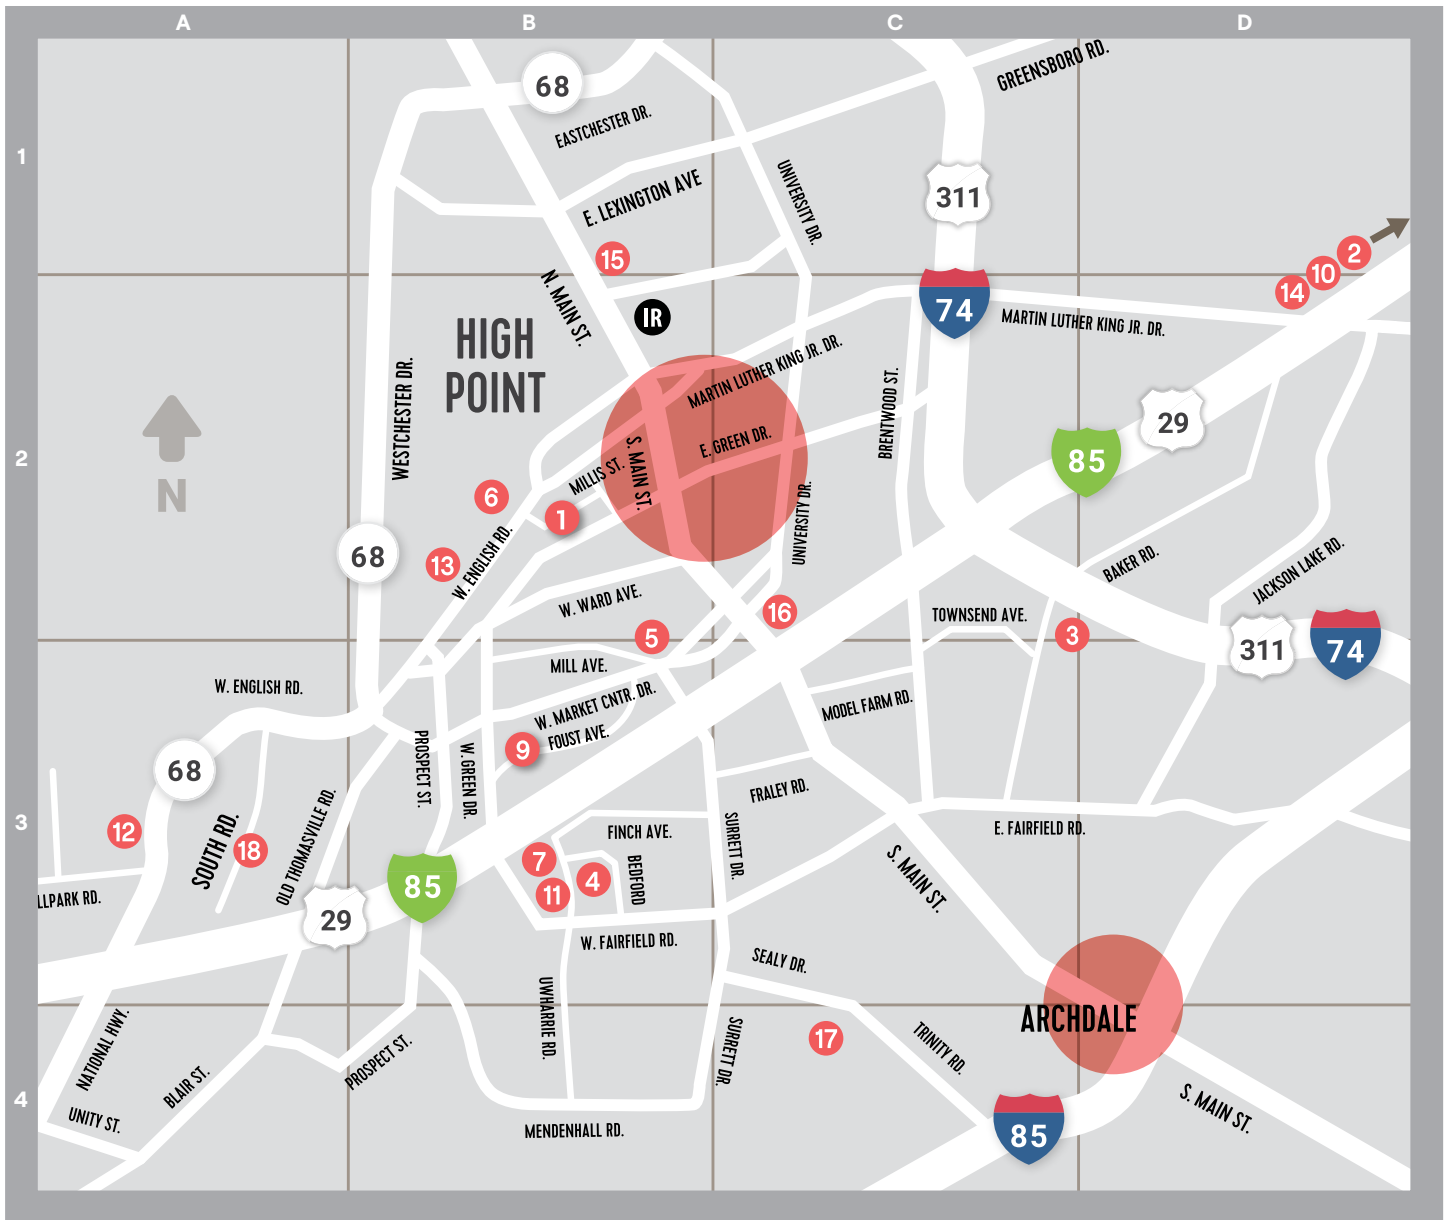 A
B
C
D
1
68
EASTCHESTER DR.
GREENSBORO RD.
E. LEXINGTON AVE
UNIVERSITY DR.
311
15
2
10
14
N. MAIN ST.
IR
74
MARTIN LUTHER KING JR. DR.
HIGH
POINT
WESTCHESTER DR.
MARTIN LUTHER KING JR. DR.
BRENTWOOD ST.
29
85
2
N
E. GREEN DR.
S. MAIN ST.
MILLIS ST.
6
1
UNIVERSITY DR.
68
13
W. ENGLISH RD.
BAKER RD.
JACKSON LAKE RD.
W. WARD AVE.
16
TOWNSEND AVE.
5
3
311
74
MILL AVE.
W. ENGLISH RD.
W. MARKET CNTR. DR.
MODEL FARM RD.
FOUST AVE.
9
PROSPECT ST.
W. GREEN DR.
68
FRALEY RD.
3
12
SOUTH RD.
18
OLD THOMASVILLE RD.
FINCH AVE.
SURRETT DR.
E. FAIRFIELD RD.
7
4
11
BEDFORD
85
S. MAIN ST.
LLPARK RD.
29
W. FAIRFIELD RD.
SEALY DR.
UWHARRIE RD.
ARCHDALE
NATIONAL HWY.
17
TRINITY RD.
SURRETT DR.
PROSPECT ST.
BLAIR ST.
4
UNITY ST.
S. MAIN ST.
85
MENDENHALL RD.